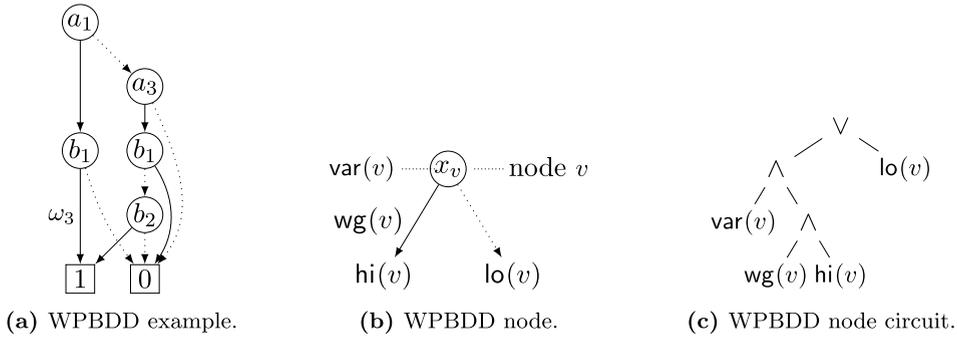 a₁
a₃
b₁ b₁
ω₃ b₂
1 0
(a) WPBDD example.
var(v) x_v node v
wg(v)
hi(v) lo(v)
(b) WPBDD node.
∨
∧ lo(v)
var(v) ∧
wg(v) hi(v)
(c) WPBDD node circuit.